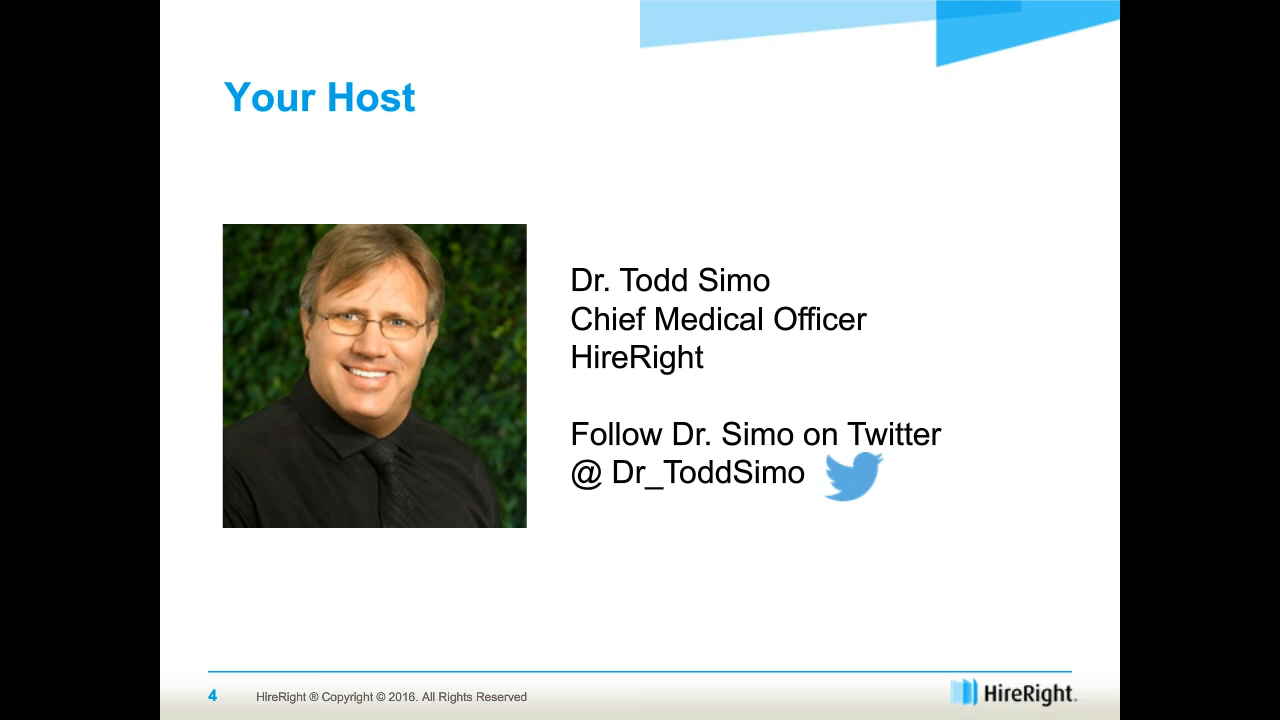 Your Host
Dr. Todd Simo
Chief Medical Officer
HireRight
Follow Dr. Simo on Twitter
@ Dr_ToddSimo
4
HireRight ® Copyright © 2016. All Rights Reserved
HireRight.